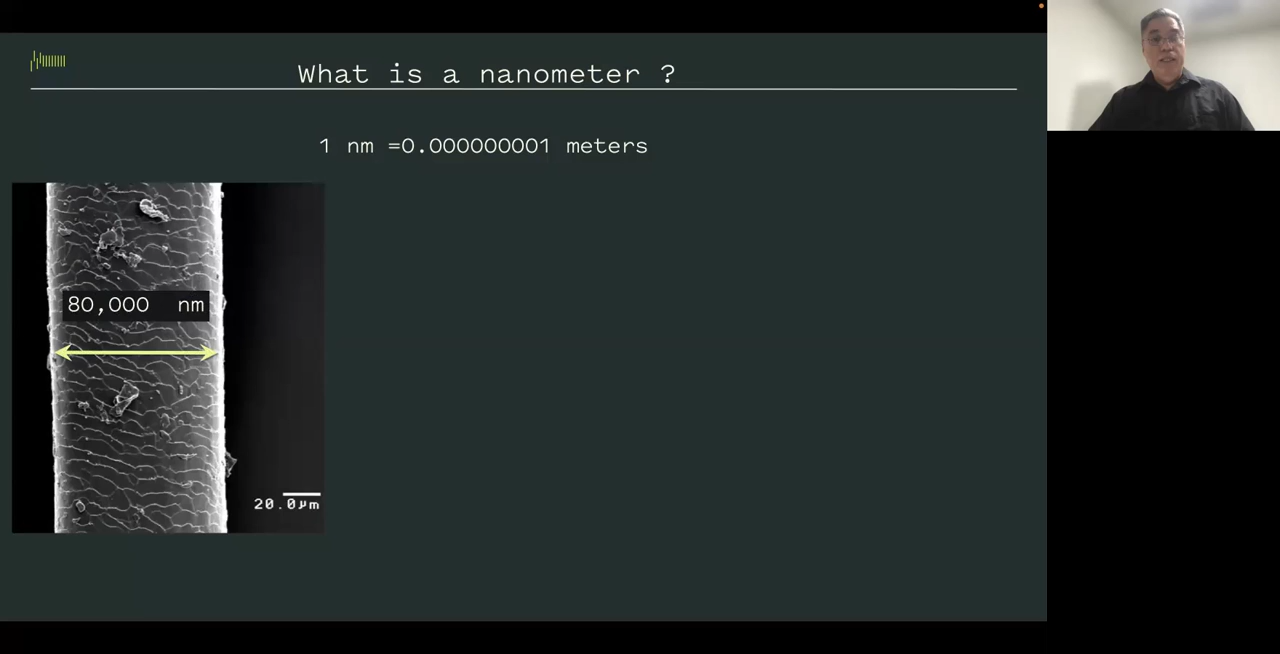 What is a nanometer ?
1 nm =0.000000001 meters
80,000 nm
20.0µm